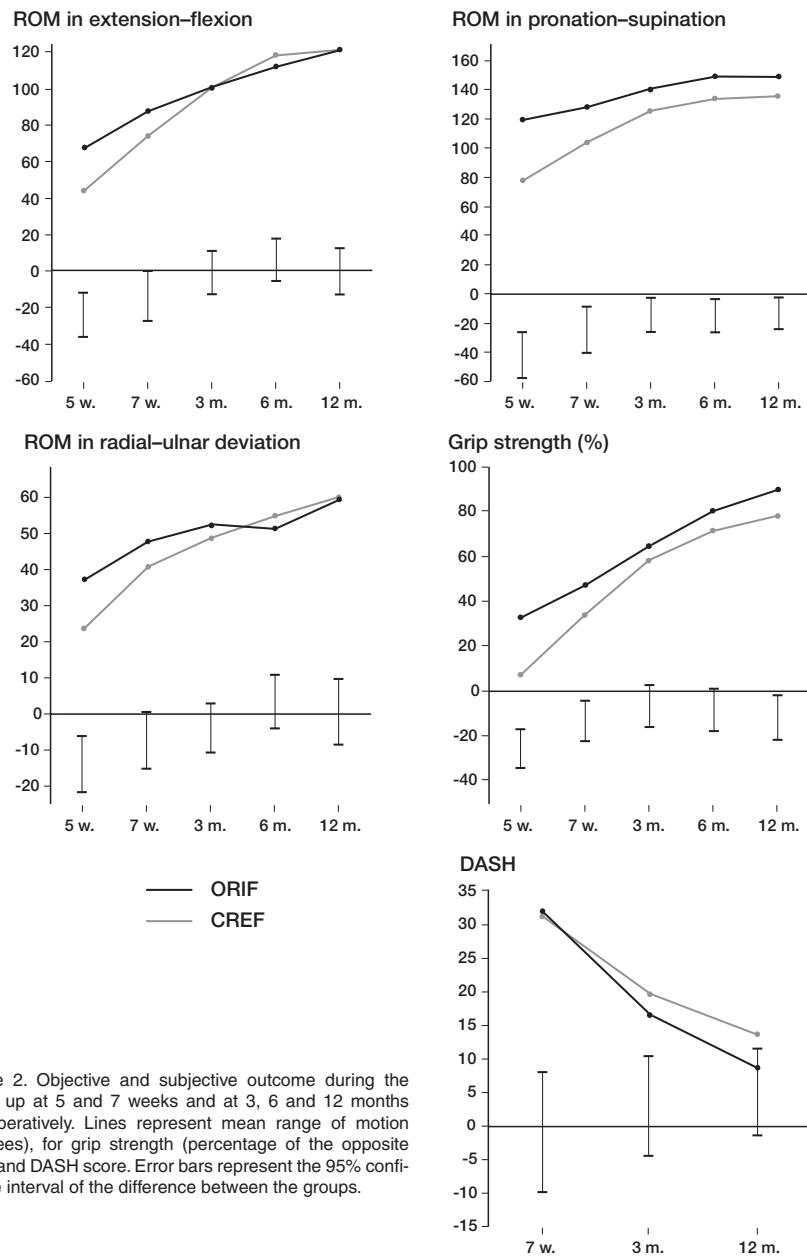 ROM in extension–flexion
120
100
80
60
40
20
0
-20
-40
-60
5 w. 7 w. 3 m. 6 m. 12 m.
ROM in pronation–supination
160
140
120
100
80
60
40
20
0
-20
-40
-60
5 w. 7 w. 3 m. 6 m. 12 m.
ROM in radial–ulnar deviation
60
50
40
30
20
10
0
-10
-20
5 w. 7 w. 3 m. 6 m. 12 m.
Grip strength (%)
100
80
60
40
20
0
-20
-40
5 w. 7 w. 3 m. 6 m. 12 m.
ORIF
CREF
DASH
35
30
25
20
15
10
5
0
-5
-10
-15
7 w. 3 m. 12 m.
2. Objective and subjective outcome during the
up at 5 and 7 weeks and at 3, 6 and 12 months
Lines represent mean range of motion
for grip strength (percentage of the opposite
and DASH score. Error bars represent the 95% confi-
interval of the difference between the groups.